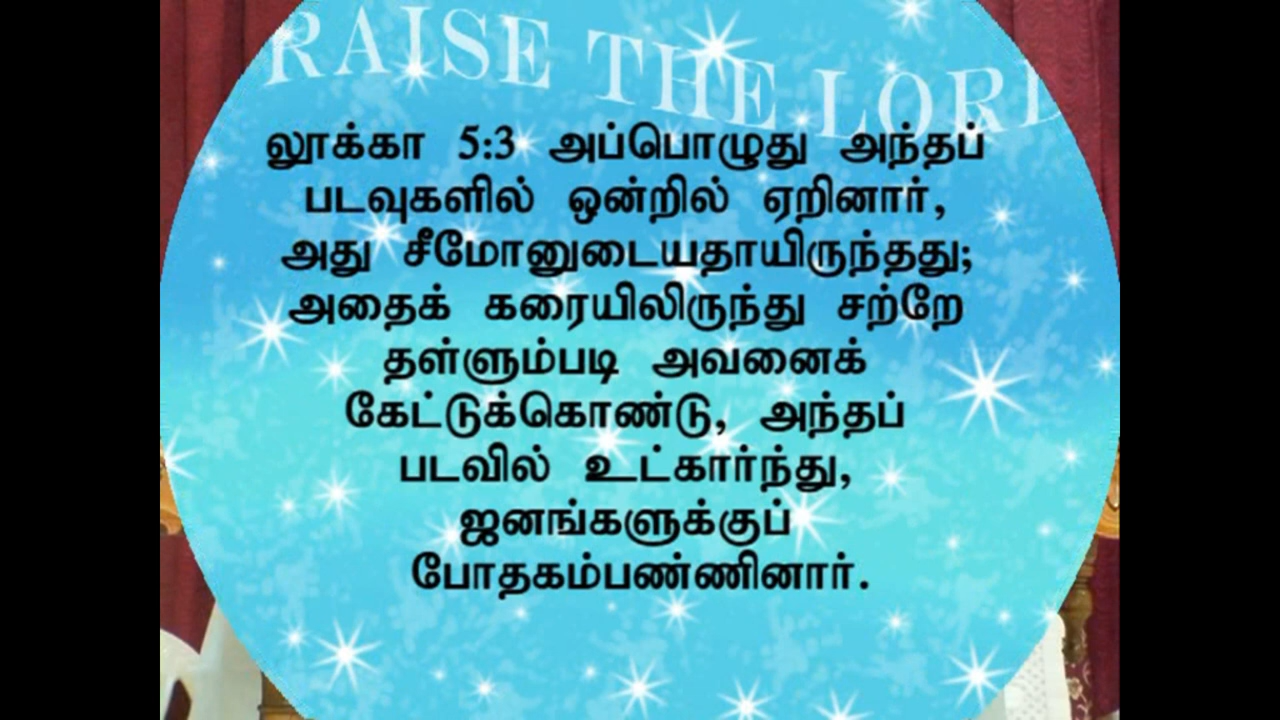 RAISE THE LORD
லூக்கா 5:3 அப்பொழுது அந்தப்
படவுகளில் ஒன்றில் ஏறினார்,
அது சீமோனுடையதாயிருந்தது;
அதைக் கரையிலிருந்து சற்றே
தள்ளும்படி அவனைக்
கேட்டுக்கொண்டு, அந்தப்
படவில் உட்கார்ந்து,
ஜனங்களுக்குப்
போதகம்பண்ணினார்.